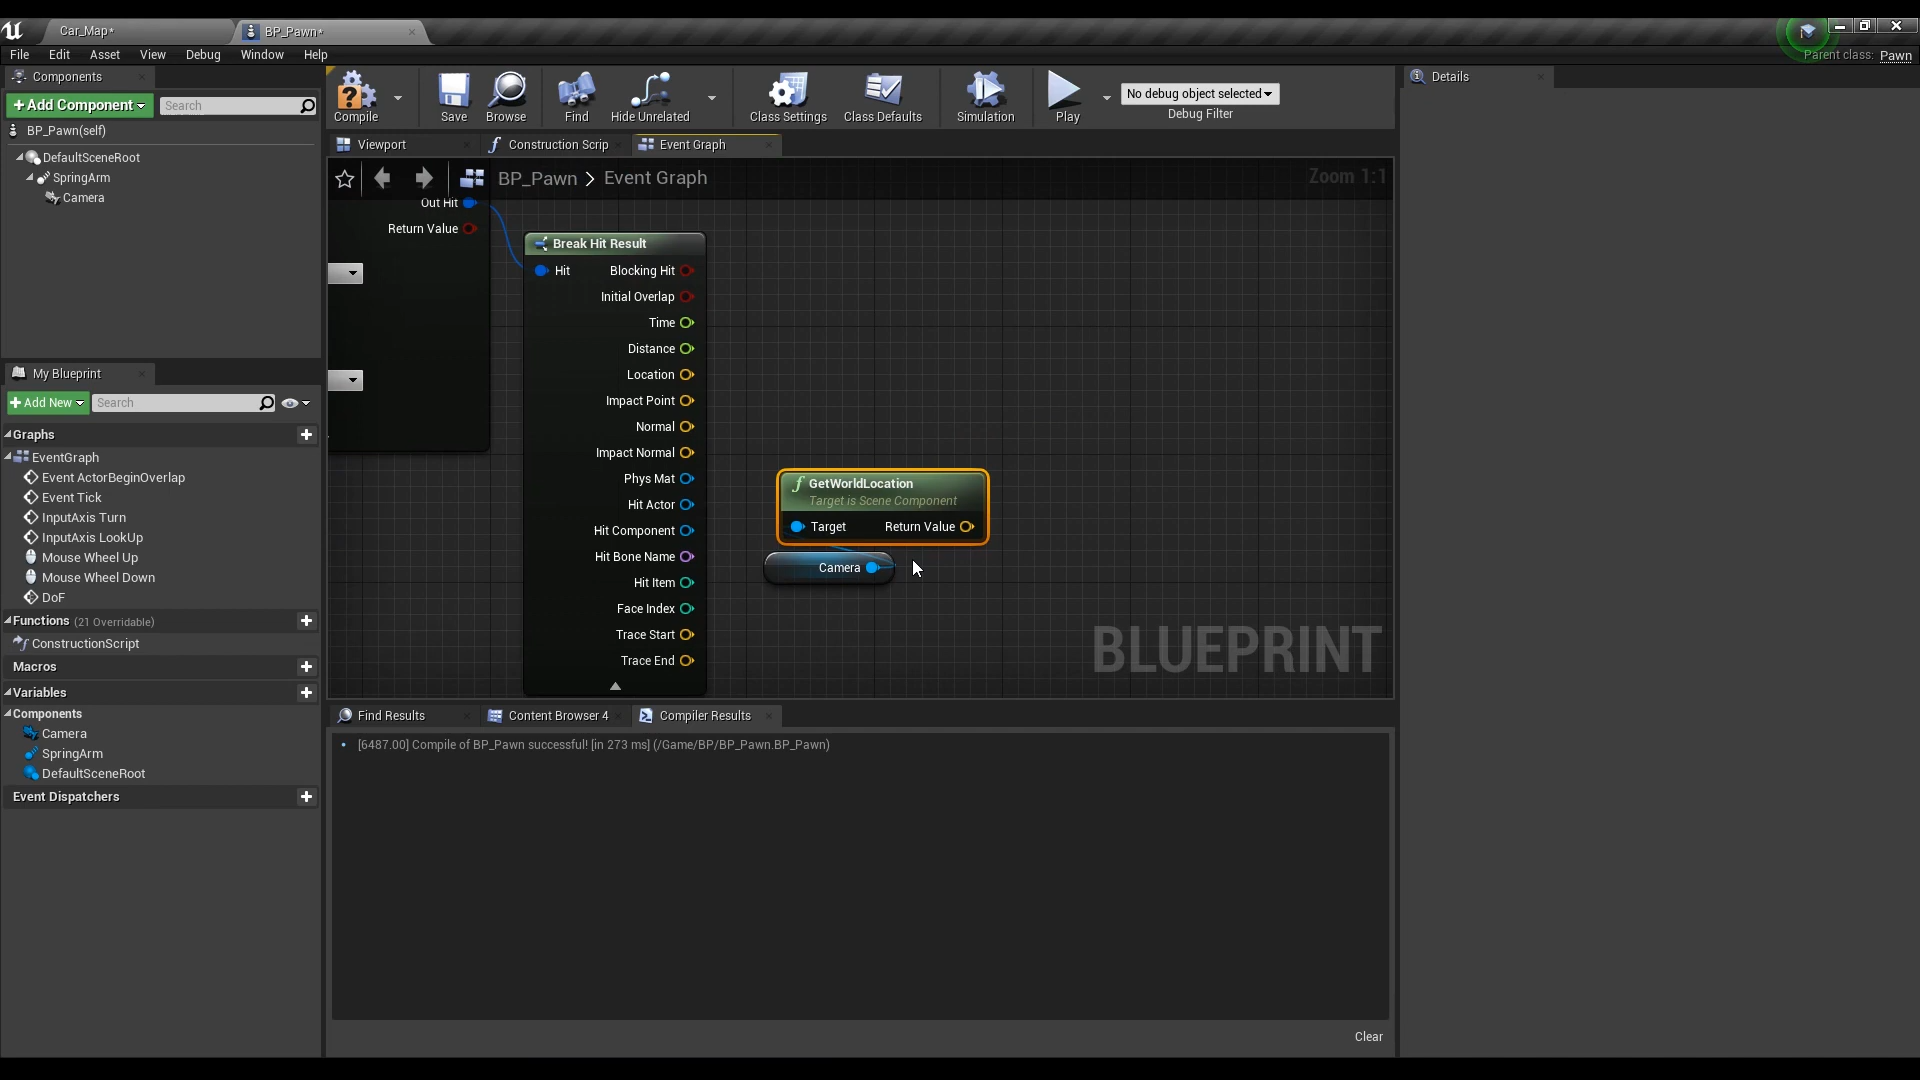 Car_Map*
BP_Pawn*
File Edit Asset View Debug Window Help
Parent class: Pawn
Components
+Add Component
Search
BP_Pawn(self)
DefaultSceneRoot
SpringArm
Camera
My Blueprint
+Add New
Search
Graphs
EventGraph
Event ActorBeginOverlap
Event Tick
InputAxis Turn
InputAxis LookUp
Mouse Wheel Up
Mouse Wheel Down
DoF
Functions (21 Overridable)
ConstructionScript
Macros
Variables
Components
Camera
SpringArm
DefaultSceneRoot
Event Dispatchers
Compile
Save
Browse
Find
Hide Unrelated
Class Settings
Class Defaults
Simulation
Play
No debug object selected
Debug Filter
Viewport
Construction Scrip
Event Graph
BP_Pawn > Event Graph
Zoom 1:1
Out Hit
Return Value
Break Hit Result
Hit
Blocking Hit
Initial Overlap
Time
Distance
Location
Impact Point
Normal
Impact Normal
Phys Mat
Hit Actor
Hit Component
Hit Bone Name
Hit Item
Face Index
Trace Start
Trace End
GetWorldLocation
Target is Scene Component
Target
Return Value
Camera
BLUEPRINT
Find Results
Content Browser 4
Compiler Results
[6487.00] Compile of BP_Pawn successful! [in 273 ms] (/Game/BP/BP_Pawn.BP_Pawn)
Clear
Details